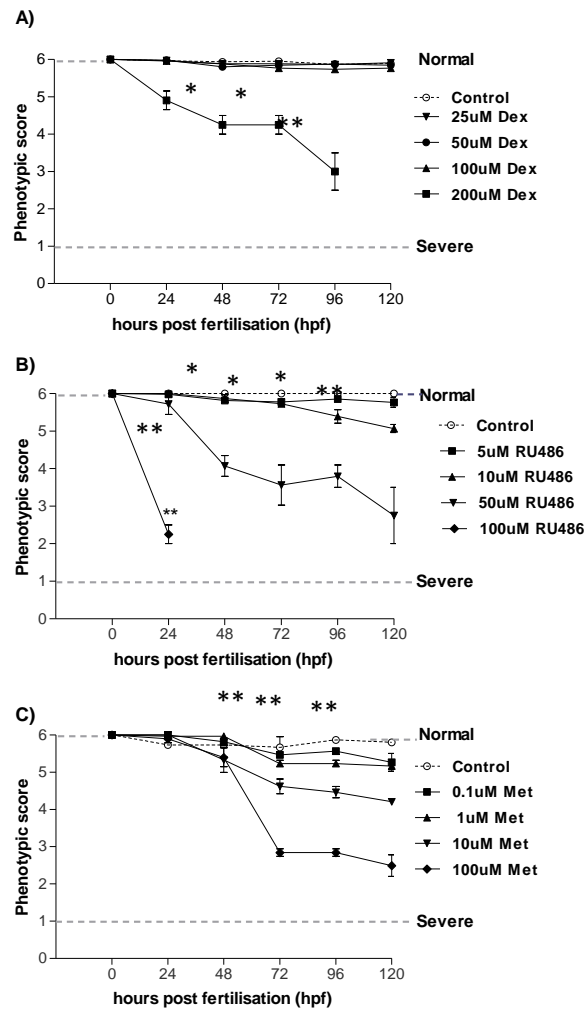 A)
6
5
4
3
2
1
0
Phenotypic score
* * **
Normal
Control
25uM Dex
50uM Dex
100uM Dex
200uM Dex
Severe
0 24 48 72 96 120
hours post fertilisation (hpf)
B)
6
5
4
3
2
1
0
Phenotypic score
* * * **
**
**
Normal
Control
5uM RU486
10uM RU486
50uM RU486
100uM RU486
Severe
0 24 48 72 96 120
hours post fertilisation (hpf)
C)
6
5
4
3
2
1
0
Phenotypic score
** ** **
Normal
Control
0.1uM Met
1uM Met
10uM Met
100uM Met
Severe
0 24 48 72 96 120
hours post fertilisation (hpf)